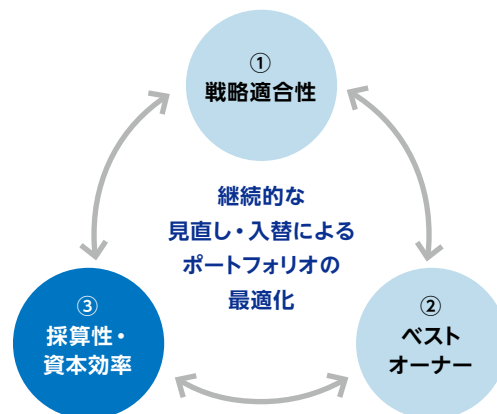 ①
戦略適合性
継続的な
見直し・入替による
ポートフォリオの
最適化
③
採算性・
資本効率
②
ベスト
オーナー